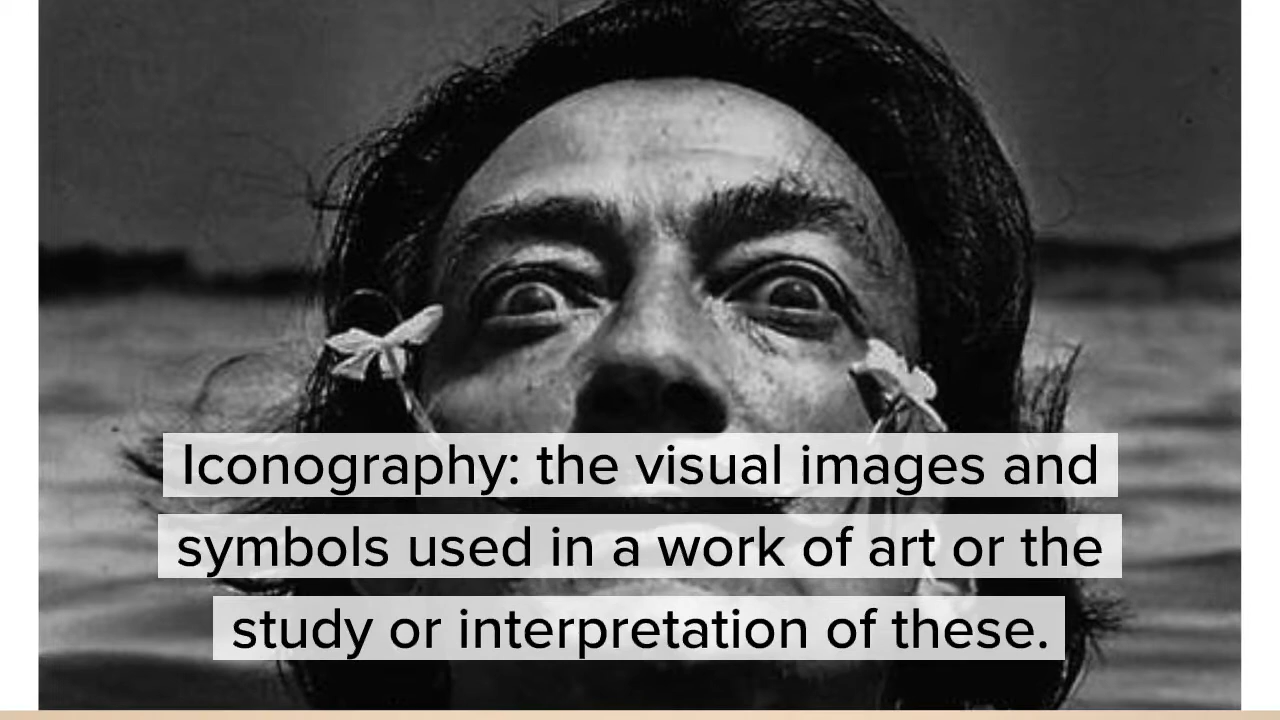 Iconography: the visual images and
symbols used in a work of art or the
study or interpretation of these.